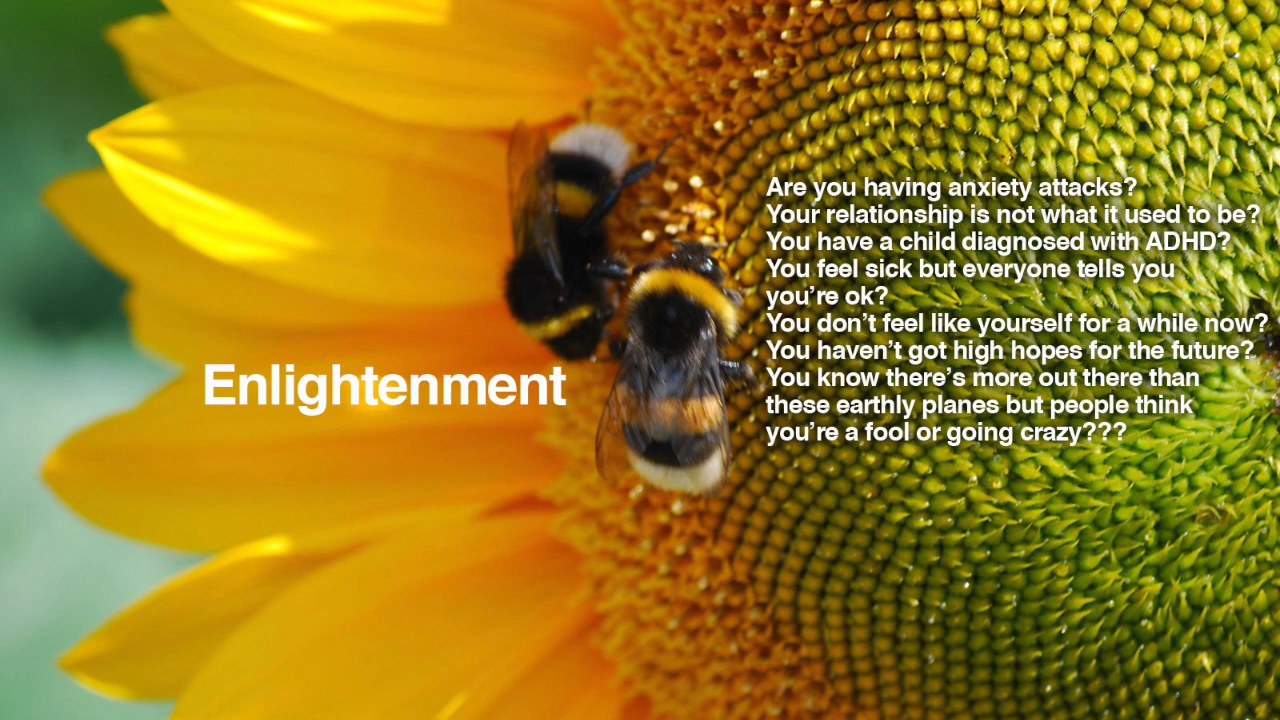 Enlightenment
Are you having anxiety attacks?
Your relationship is not what it used to be?
You have a child diagnosed with ADHD?
You feel sick but everyone tells you
you’re ok?
You don’t feel like yourself for a while now?
You haven’t got high hopes for the future?
You know there’s more out there than
these earthly planes but people think
you’re a fool or going crazy???